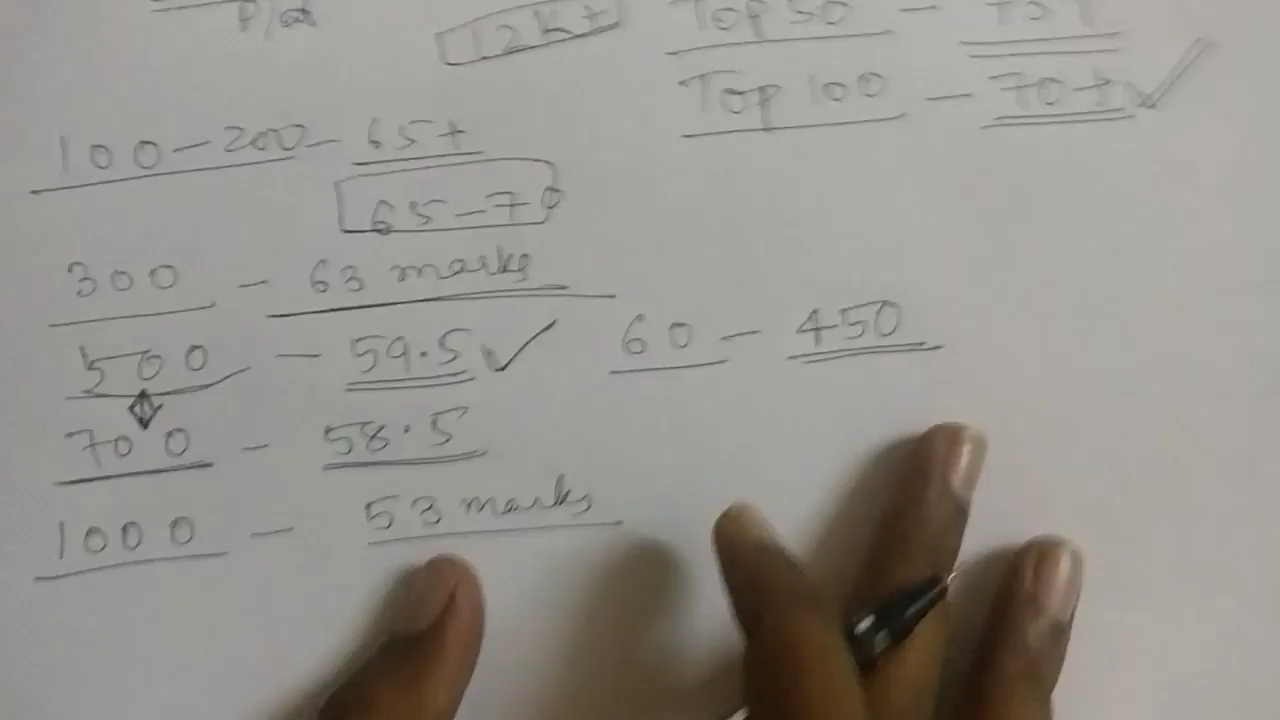 12K+
Top 50 - 75+
Top 100 - 70+ ✓
100-200- 65+
65-70
300 - 63 marks
500 - 59.5 ✓ 60 - 450
700 - 58.5
1000 - 53 marks